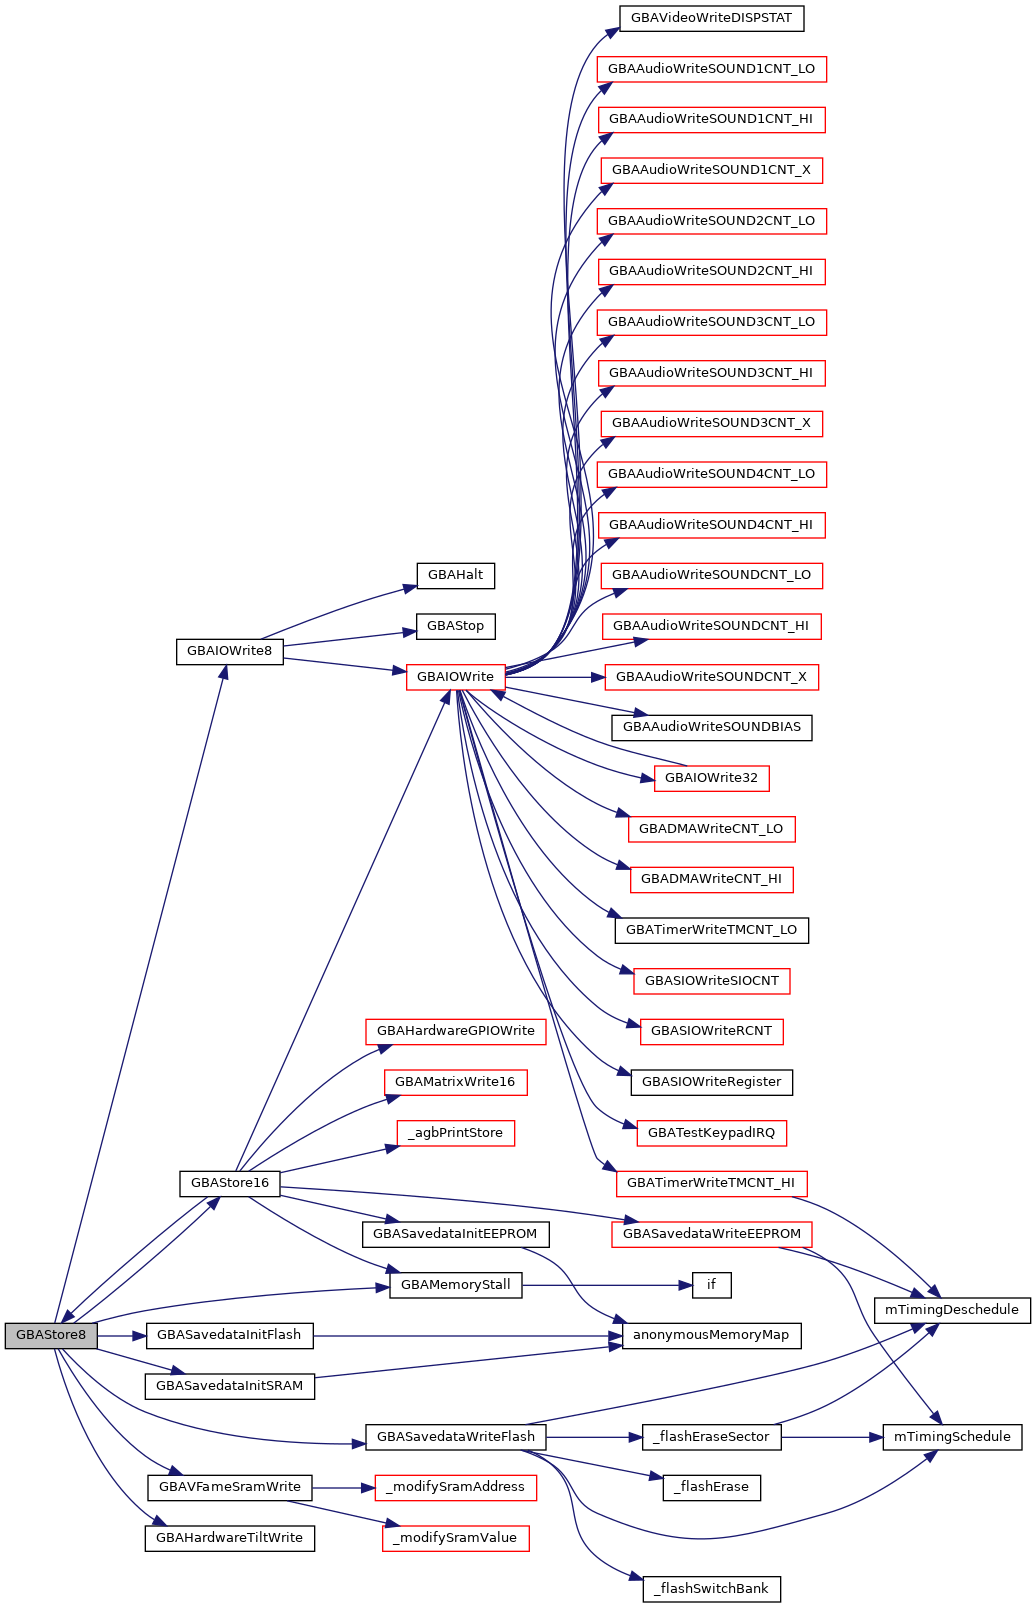 GBAVideoWriteDISPSTAT
GBAAudioWriteSOUND1CNT_LO
GBAAudioWriteSOUND1CNT_HI
GBAAudioWriteSOUND1CNT_X
GBAAudioWriteSOUND2CNT_LO
GBAAudioWriteSOUND2CNT_HI
GBAAudioWriteSOUND3CNT_LO
GBAAudioWriteSOUND3CNT_HI
GBAAudioWriteSOUND3CNT_X
GBAAudioWriteSOUND4CNT_LO
GBAAudioWriteSOUND4CNT_HI
GBAHalt
GBAAudioWriteSOUNDCNT_LO
GBAStop
GBAAudioWriteSOUNDCNT_HI
GBAIOWrite8
GBAIOWrite
GBAAudioWriteSOUNDCNT_X
GBAAudioWriteSOUNDBIAS
GBAIOWrite32
GBADMAWriteCNT_LO
GBADMAWriteCNT_HI
GBATimerWriteTMCNT_LO
GBASIOWriteSIOCNT
GBAHardwareGPIOWrite
GBASIOWriteRCNT
GBAMatrixWrite16
GBASIOWriteRegister
_agbPrintStore
GBATestKeypadIRQ
GBAStore16
GBATimerWriteTMCNT_HI
GBASavedataInitEEPROM
GBASavedataWriteEEPROM
GBAMemoryStall
if
mTimingDeschedule
GBAStore8
GBASavedataInitFlash
anonymousMemoryMap
GBASavedataInitSRAM
GBASavedataWriteFlash
_flashEraseSector
mTimingSchedule
GBAVFameSramWrite
_modifySramAddress
_flashErase
GBAHardwareTiltWrite
_modifySramValue
_flashSwitchBank